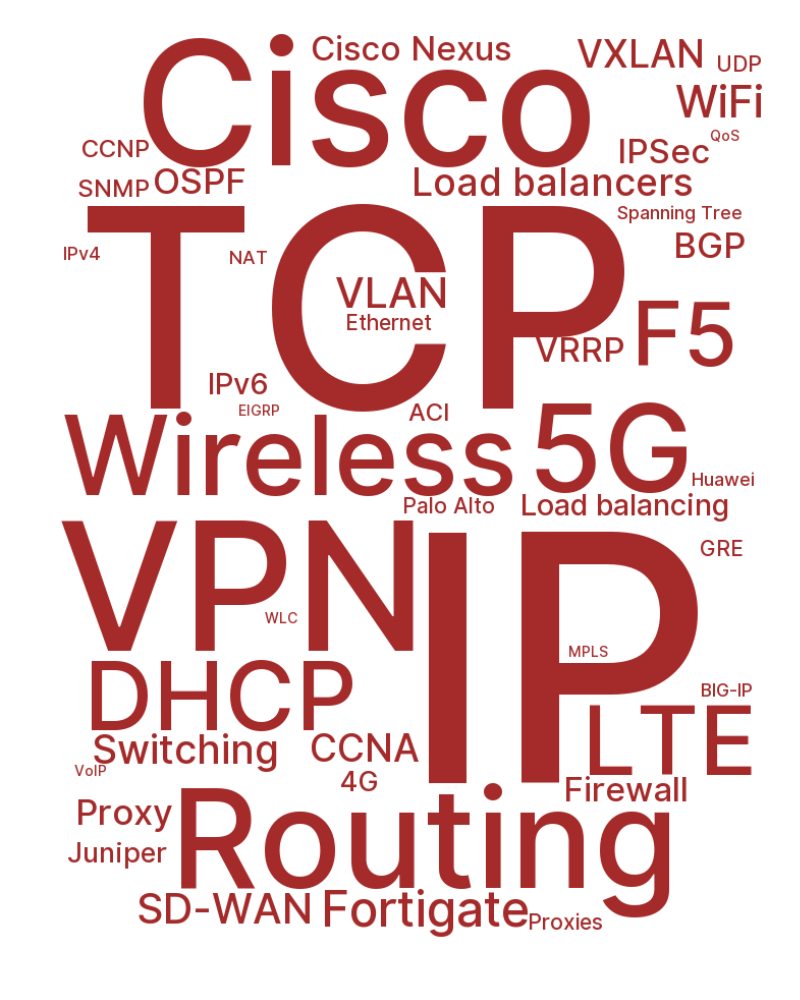 Cisco Nexus
VXLAN
UDP
Cisco
WiFi
QoS
CCNP
IPSec
SNMP
OSPF
Load balancers
Spanning Tree
TCP
BGP
IPv4
NAT
VLAN
Ethernet
F5
VRRP
IPv6
EIGRP
ACI
Wireless
5G
Huawei
Palo Alto
Load balancing
VPN
IP
GRE
WLC
MPLS
DHCP
BIG-IP
LTE
Switching
CCNA
VoIP
4G
Firewall
Routing
Proxy
Juniper
SD-WAN
Fortigate
Proxies